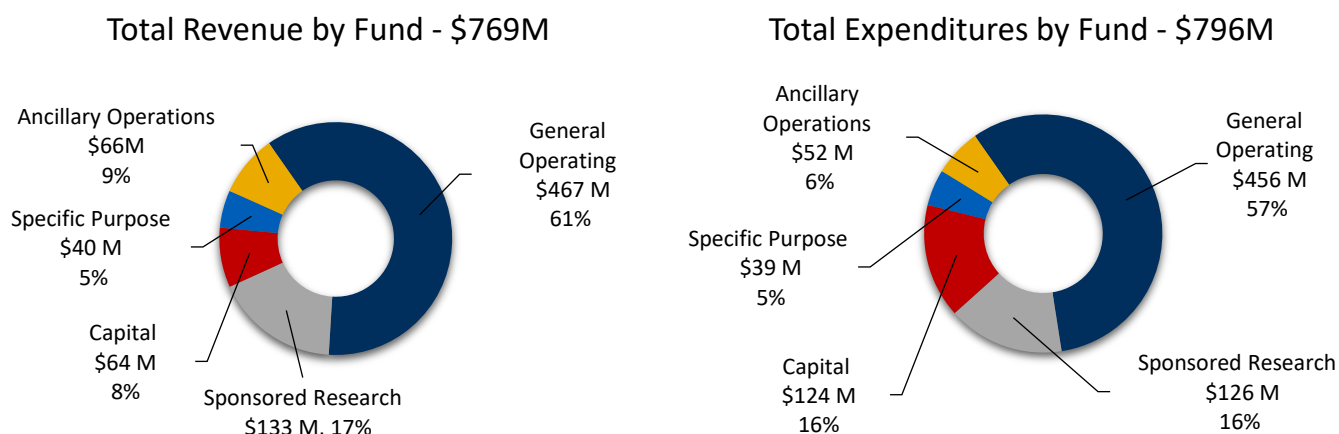 Total Revenue by Fund - $769M
Ancillary Operations
$66M
9%
General
Operating
$467 M
61%
Specific Purpose
$40 M
5%
Capital
$64 M
8%
Sponsored Research
$133 M, 17%
Total Expenditures by Fund - $796M
Ancillary
Operations
$52 M
6%
General
Operating
$456 M
57%
Specific Purpose
$39 M
5%
Capital
$124 M
16%
Sponsored Research
$126 M
16%